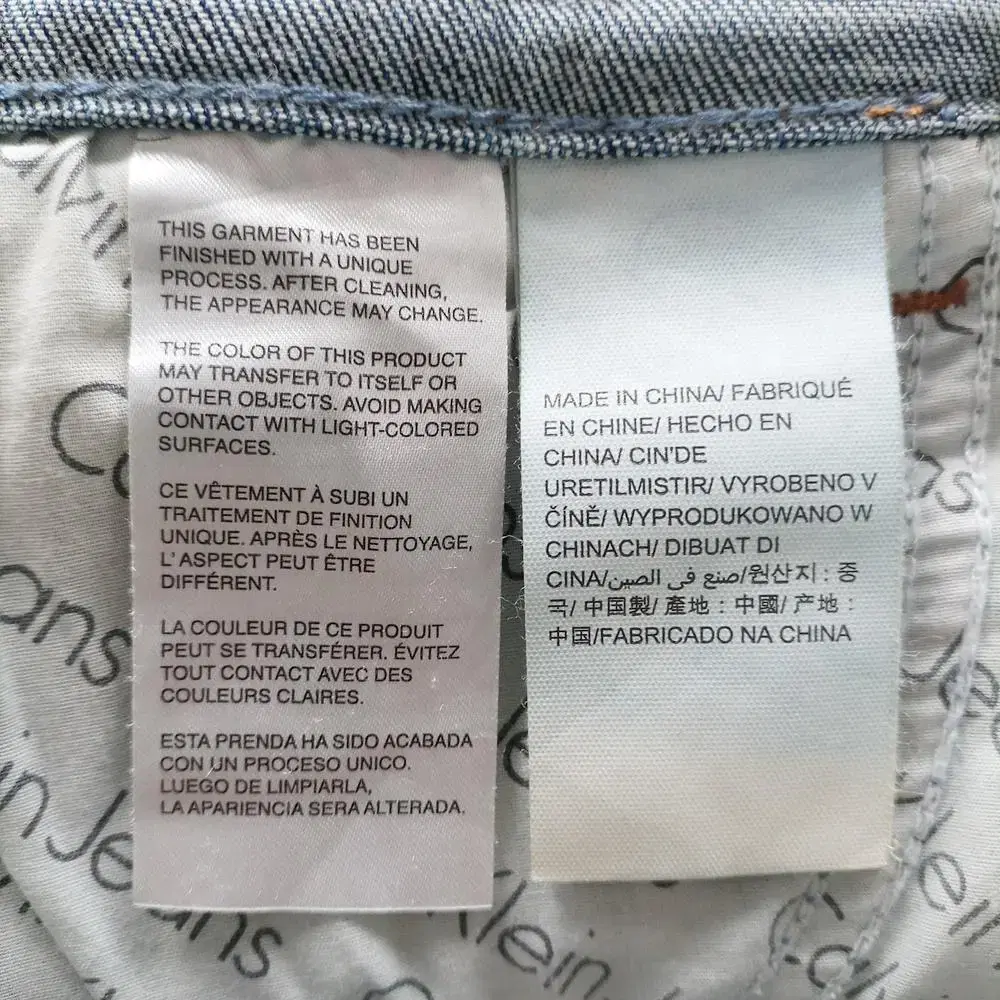 THIS GARMENT HAS BEEN
FINISHED WITH A UNIQUE
PROCESS. AFTER CLEANING,
THE APPEARANCE MAY CHANGE.
THE COLOR OF THIS PRODUCT
MAY TRANSFER TO ITSELF OR
OTHER OBJECTS. AVOID MAKING
CONTACT WITH LIGHT-COLORED
SURFACES.
CE VÊTEMENT À SUBI UN
TRAITEMENT DE FINITION
UNIQUE. APRÈS LE NETTOYAGE,
L'ASPECT PEUT ÊTRE
DIFFÉRENT.
LA COULEUR DE CE PRODUIT
PEUT SE TRANSFÉRER. ÉVITEZ
TOUT CONTACT AVEC DES
COULEURS CLAIRES.
ESTA PRENDA HA SIDO ACABADA
CON UN PROCESO UNICO.
LUEGO DE LIMPIARLA,
LA APARIENCIA SERA ALTERADA.
MADE IN CHINA/ FABRIQUÉ
EN CHINE/ HECHO EN
CHINA/ CIN'DE
URETILMISTIR/ VYROBENO V
ČÍNĚ/ WYPRODUKOWANO W
CHINACH/ DIBUAT DI
CINA/صنع في الصين/원산지 : 중
국/ 中国製/ 產地 : 中國/ 产地 :
中国/FABRICADO NA CHINA
Jeans
Klein